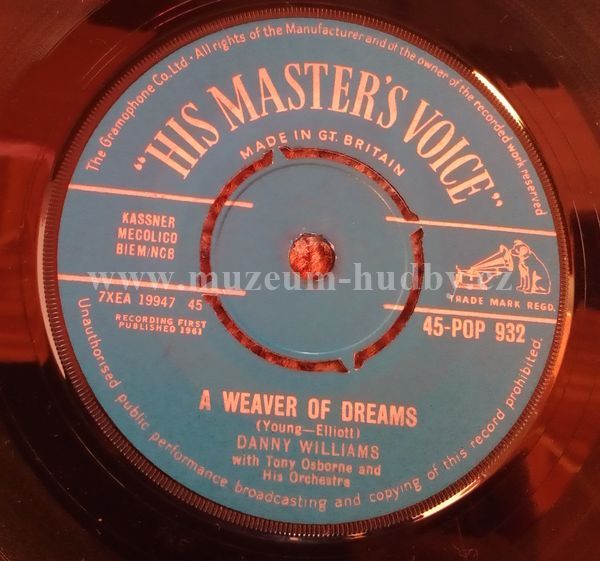 The Gramophone Co. Ltd. · All rights of the Manufacturer and of the owner of the recorded work reserved
"HIS MASTER'S VOICE"
MADE IN GT. BRITAIN
KASSNER
MECOLICO
BIEM/NCB
7XEA 19947 45
RECORDING FIRST
PUBLISHED 1961
TRADE MARK REGD.
45-POP 932
www.muzeum-hudby.cz
A WEAVER OF DREAMS
(Young—Elliott)
DANNY WILLIAMS
with Tony Osborne and
His Orchestra
Unauthorised public performance broadcasting and copying of this record prohibited.